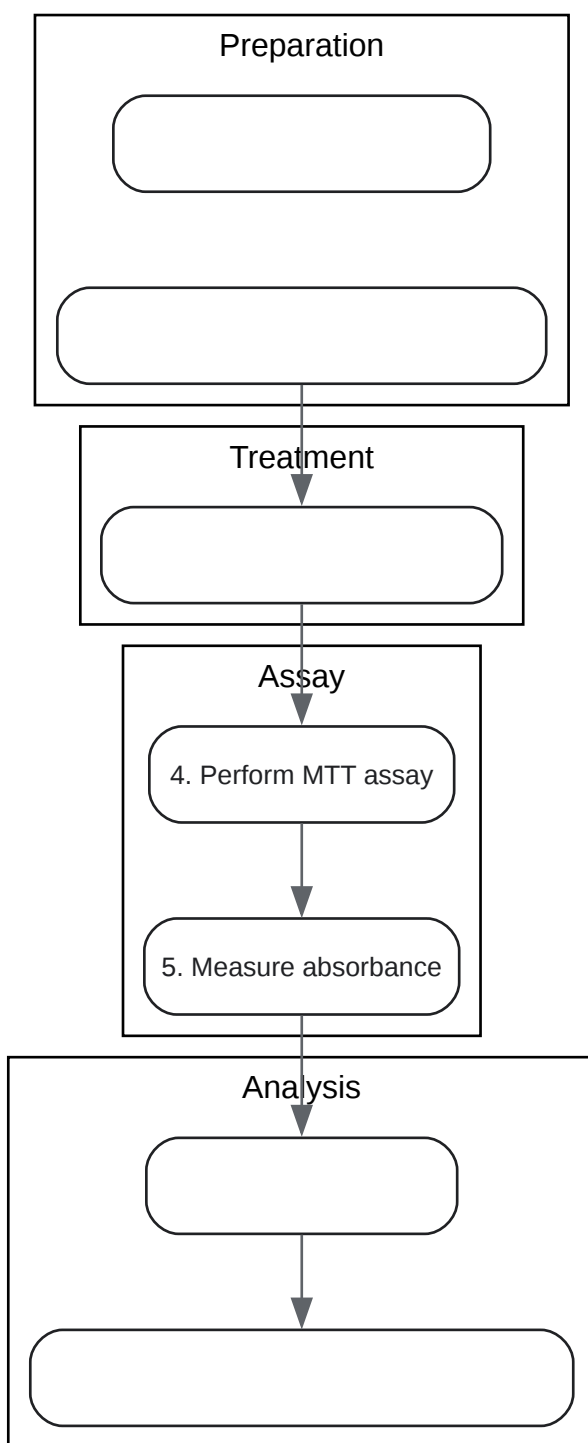 Preparation
Treatment
Assay
4. Perform MTT assay
5. Measure absorbance
Analysis